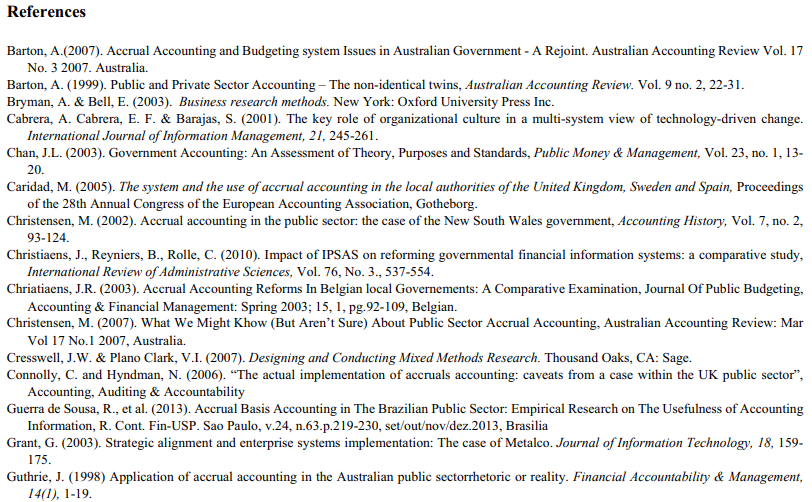 References
Barton, A.(2007). Accrual Accounting and Budgeting system Issues in Australian Government - A Rejoint. Australian Accounting Review Vol. 17
No. 3 2007. Australia.
Barton, A. (1999). Public and Private Sector Accounting – The non-identical twins, Australian Accounting Review. Vol. 9 no. 2, 22-31.
Bryman, A. & Bell, E. (2003). Business research methods. New York: Oxford University Press Inc.
Cabrera, A. Cabrera, E. F. & Barajas, S. (2001). The key role of organizational culture in a multi-system view of technology-driven change.
International Journal of Information Management, 21, 245-261.
Chan, J.L. (2003). Government Accounting: An Assessment of Theory, Purposes and Standards, Public Money & Management, Vol. 23, no. 1, 13-
20.
Caridad, M. (2005). The system and the use of accrual accounting in the local authorities of the United Kingdom, Sweden and Spain, Proceedings
of the 28th Annual Congress of the European Accounting Association, Gotheborg.
Christensen, M. (2002). Accrual accounting in the public sector: the case of the New South Wales government, Accounting History, Vol. 7, no. 2,
93-124.
Christiaens, J., Reyniers, B., Rolle, C. (2010). Impact of IPSAS on reforming governmental financial information systems: a comparative study,
International Review of Administrative Sciences, Vol. 76, No. 3., 537-554.
Chriatiaens, J.R. (2003). Accrual Accounting Reforms In Belgian local Governements: A Comparative Examination, Journal Of Public Budgeting,
Accounting & Financial Management: Spring 2003; 15, 1, pg.92-109, Belgian.
Christensen, M. (2007). What We Might Khow (But Aren't Sure) About Public Sector Accrual Accounting, Australian Accounting Review: Mar
Vol 17 No.1 2007, Australia.
Cresswell, J.W. & Plano Clark, V.I. (2007). Designing and Conducting Mixed Methods Research. Thousand Oaks, CA: Sage.
Connolly, C. and Hyndman, N. (2006). “The actual implementation of accruals accounting: caveats from a case within the UK public sector”,
Accounting, Auditing & Accountability
Guerra de Sousa, R., et al. (2013). Accrual Basis Accounting in The Brazilian Public Sector: Empirical Research on The Usefulness of Accounting
Information, R. Cont. Fin-USP. Sao Paulo, v.24, n.63.p.219-230, set/out/nov/dez.2013, Brasilia
Grant, G. (2003). Strategic alignment and enterprise systems implementation: The case of Metalco. Journal of Information Technology, 18, 159-
175.
Guthrie, J. (1998) Application of accrual accounting in the Australian public sectorrhetoric or reality. Financial Accountability & Management,
14(1), 1-19.